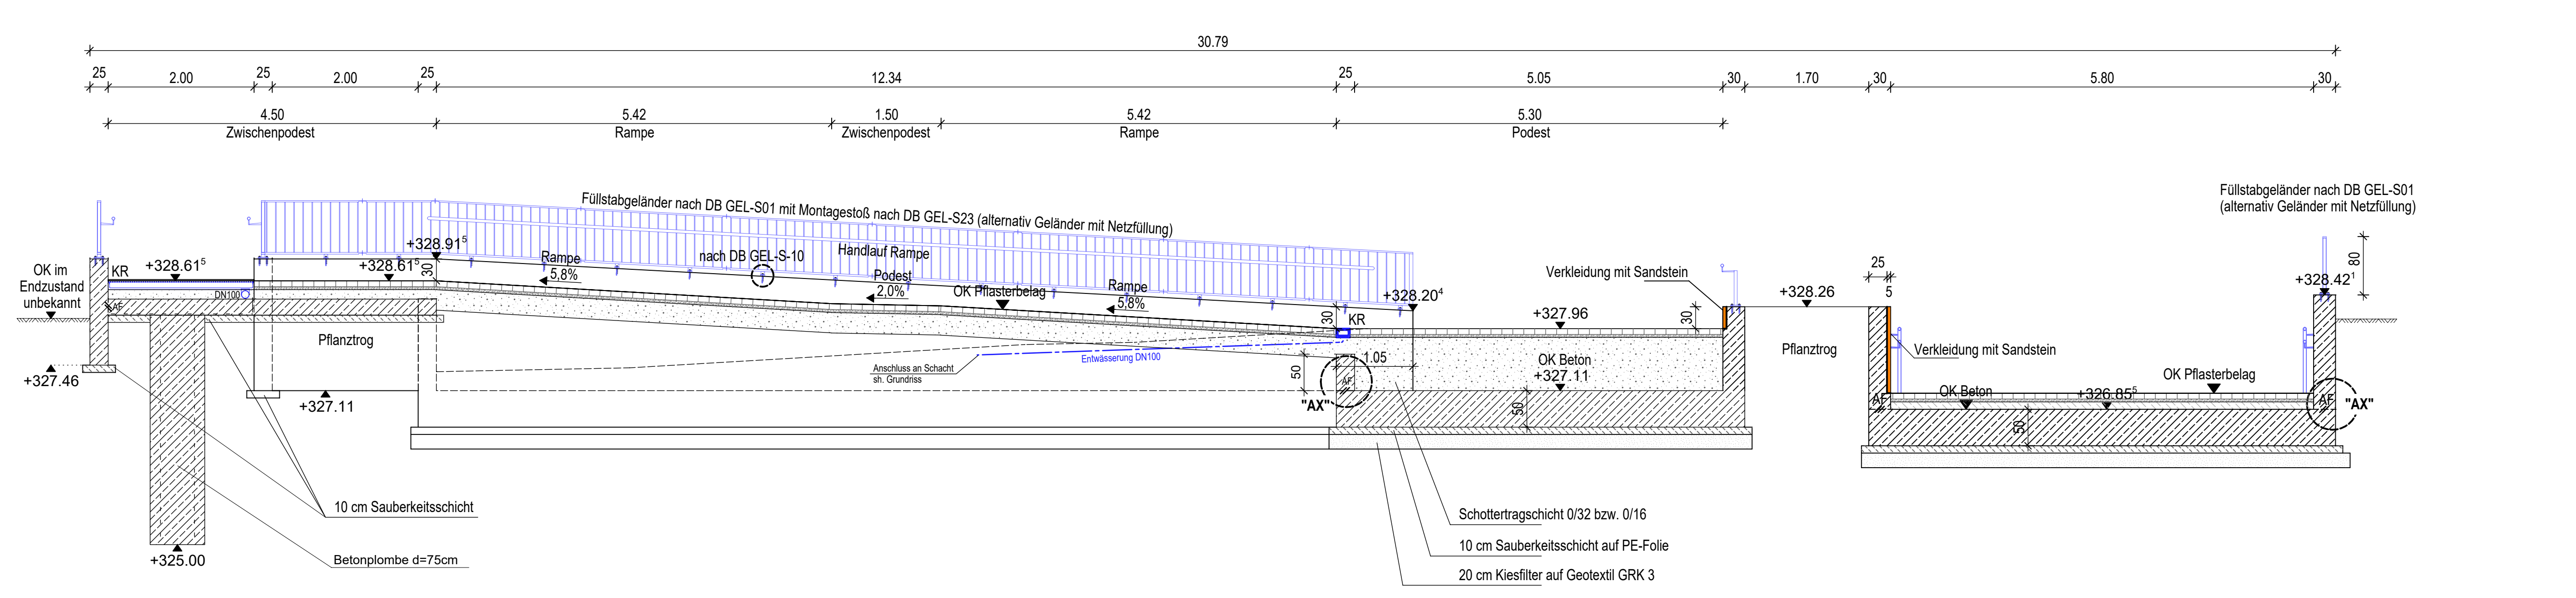 30.79
25 2.00 25 2.00 25 12.34 25 5.05 30 1.70 30 5.80 30
4.50 5.42 1.50 5.42 5.30
Zwischenpodest Rampe Zwischenpodest Rampe Podest
Füllstabgeländer nach DB GEL-S01
(alternativ Geländer mit Netzfüllung)
Füllstabgeländer nach DB GEL-S01 mit Montagestoß nach DB GEL-S23 (alternativ Geländer mit Netzfüllung)
Handlauf Rampe
nach DB GEL-S-10
OK im
Endzustand
unbekannt
KR
+328.61⁵
+328.61⁵
+328.91⁵
30
DN100
AF
Rampe
5,8%
Podest
2,0%
OK Pflasterbelag
Rampe
5,8%
+328.20⁴
30
KR
+327.96
30
Verkleidung mit Sandstein
+328.26
25
5
80
+328.42¹
Pflanztrog
Pflanztrog
Verkleidung mit Sandstein
Entwässerung DN100
Anschluss an Schacht
sh. Grundriss
1.05
50
AF
"AX"
OK Beton
+327.11
50
+327.46
+327.11
OK Pflasterbelag
OK Beton
+326.85⁵
AF
50
AF
"AX"
10 cm Sauberkeitsschicht
Betonplombe d=75cm
+325.00
Schottertragschicht 0/32 bzw. 0/16
10 cm Sauberkeitsschicht auf PE-Folie
20 cm Kiesfilter auf Geotextil GRK 3